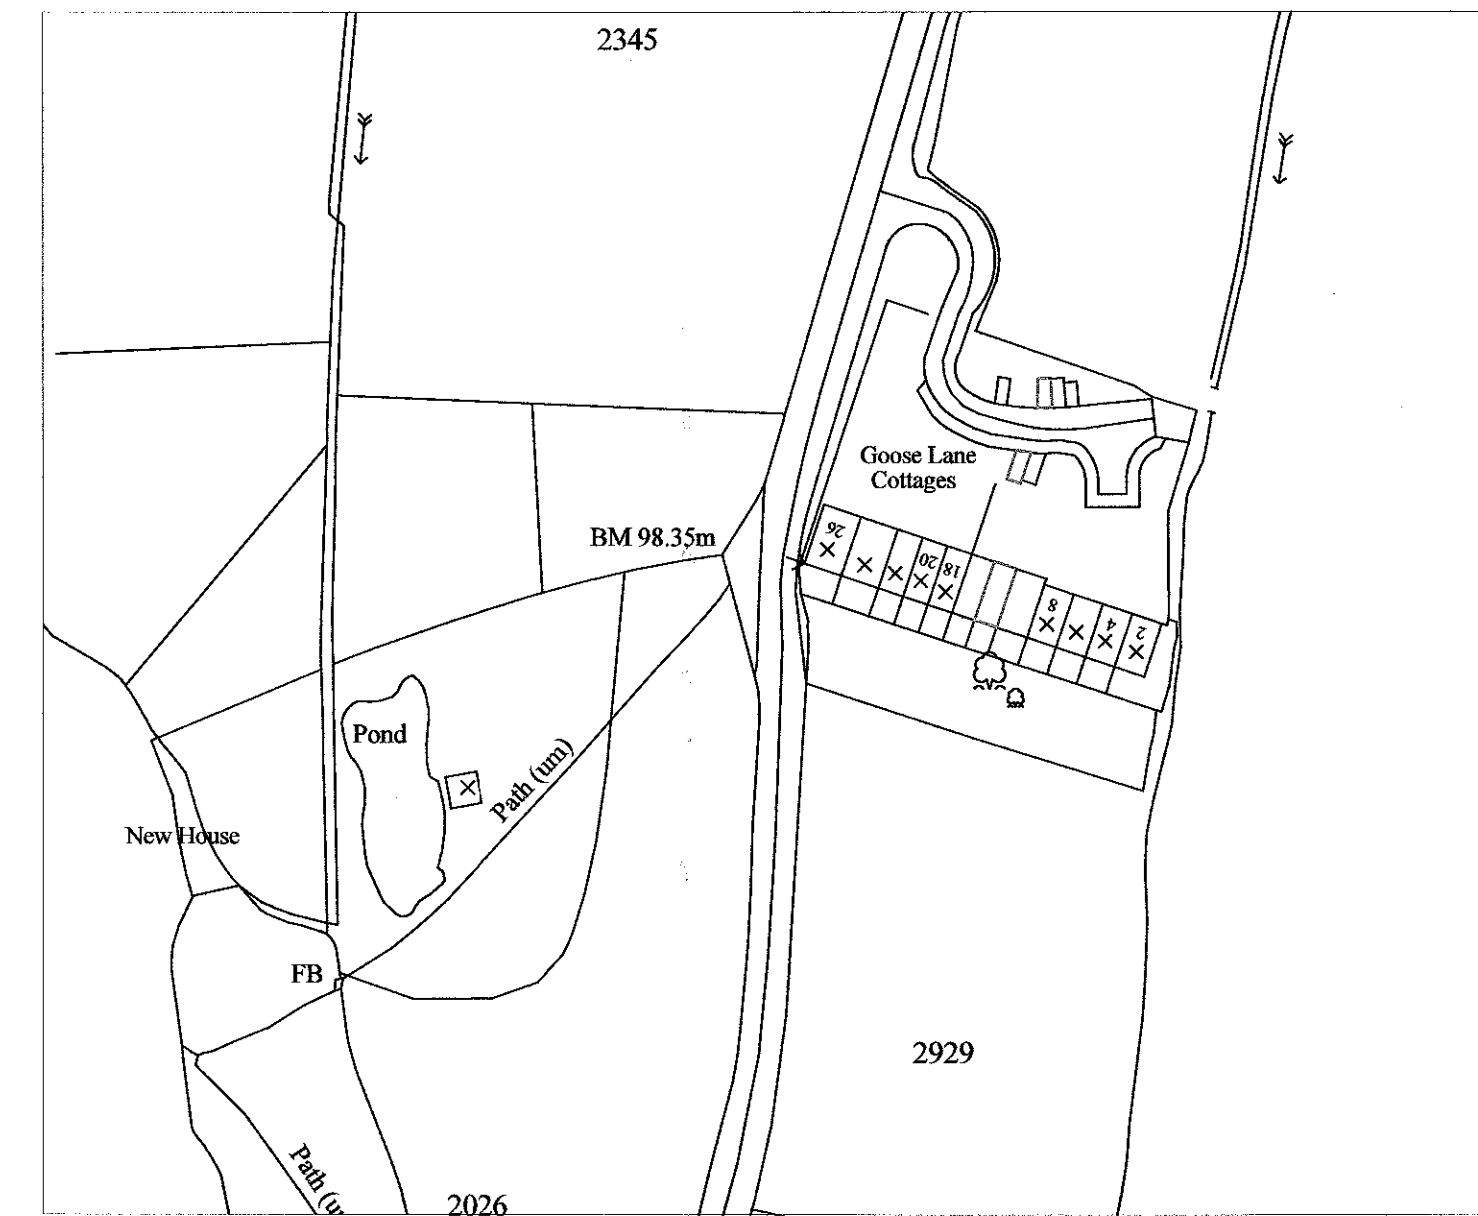 2345
Goose Lane
Cottages
BM 98.35m
26
20
18
8
4
2
Pond
Path (um)
New House
FB
2929
Path (u
2026